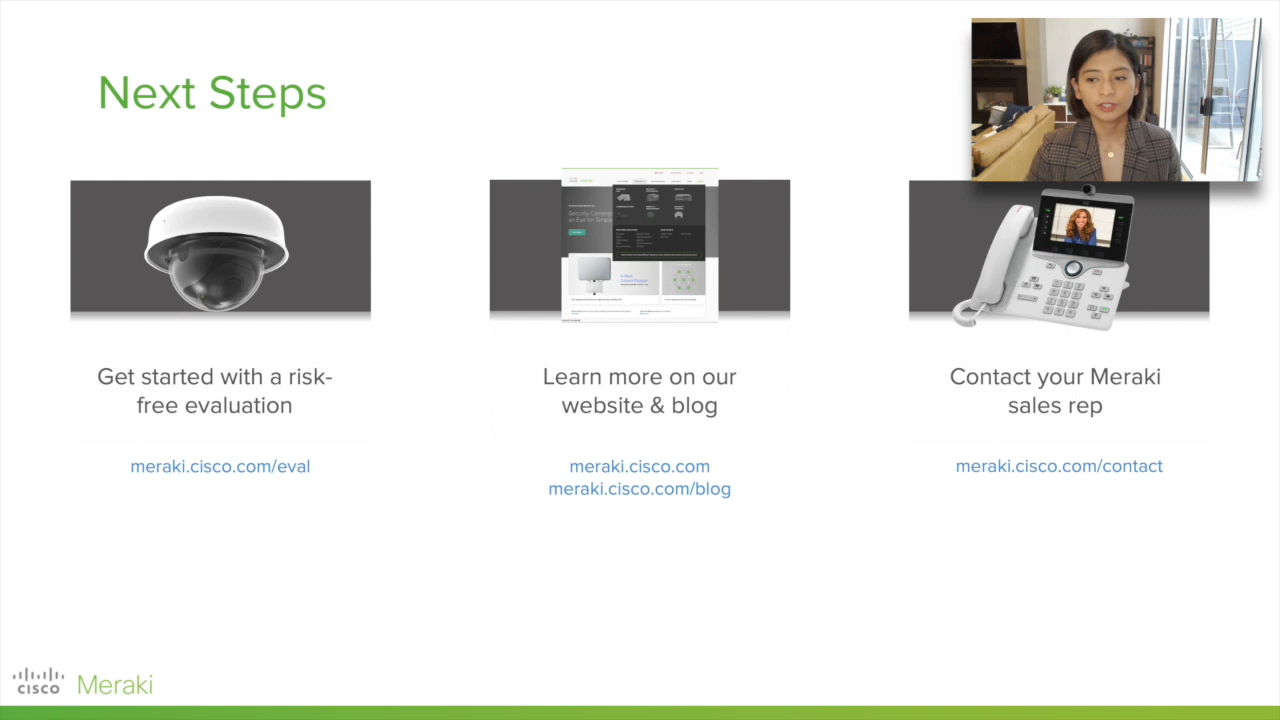 Next Steps
Get started with a risk-
free evaluation
meraki.cisco.com/eval
Learn more on our
website & blog
meraki.cisco.com
meraki.cisco.com/blog
Contact your Meraki
sales rep
meraki.cisco.com/contact
CISCO Meraki